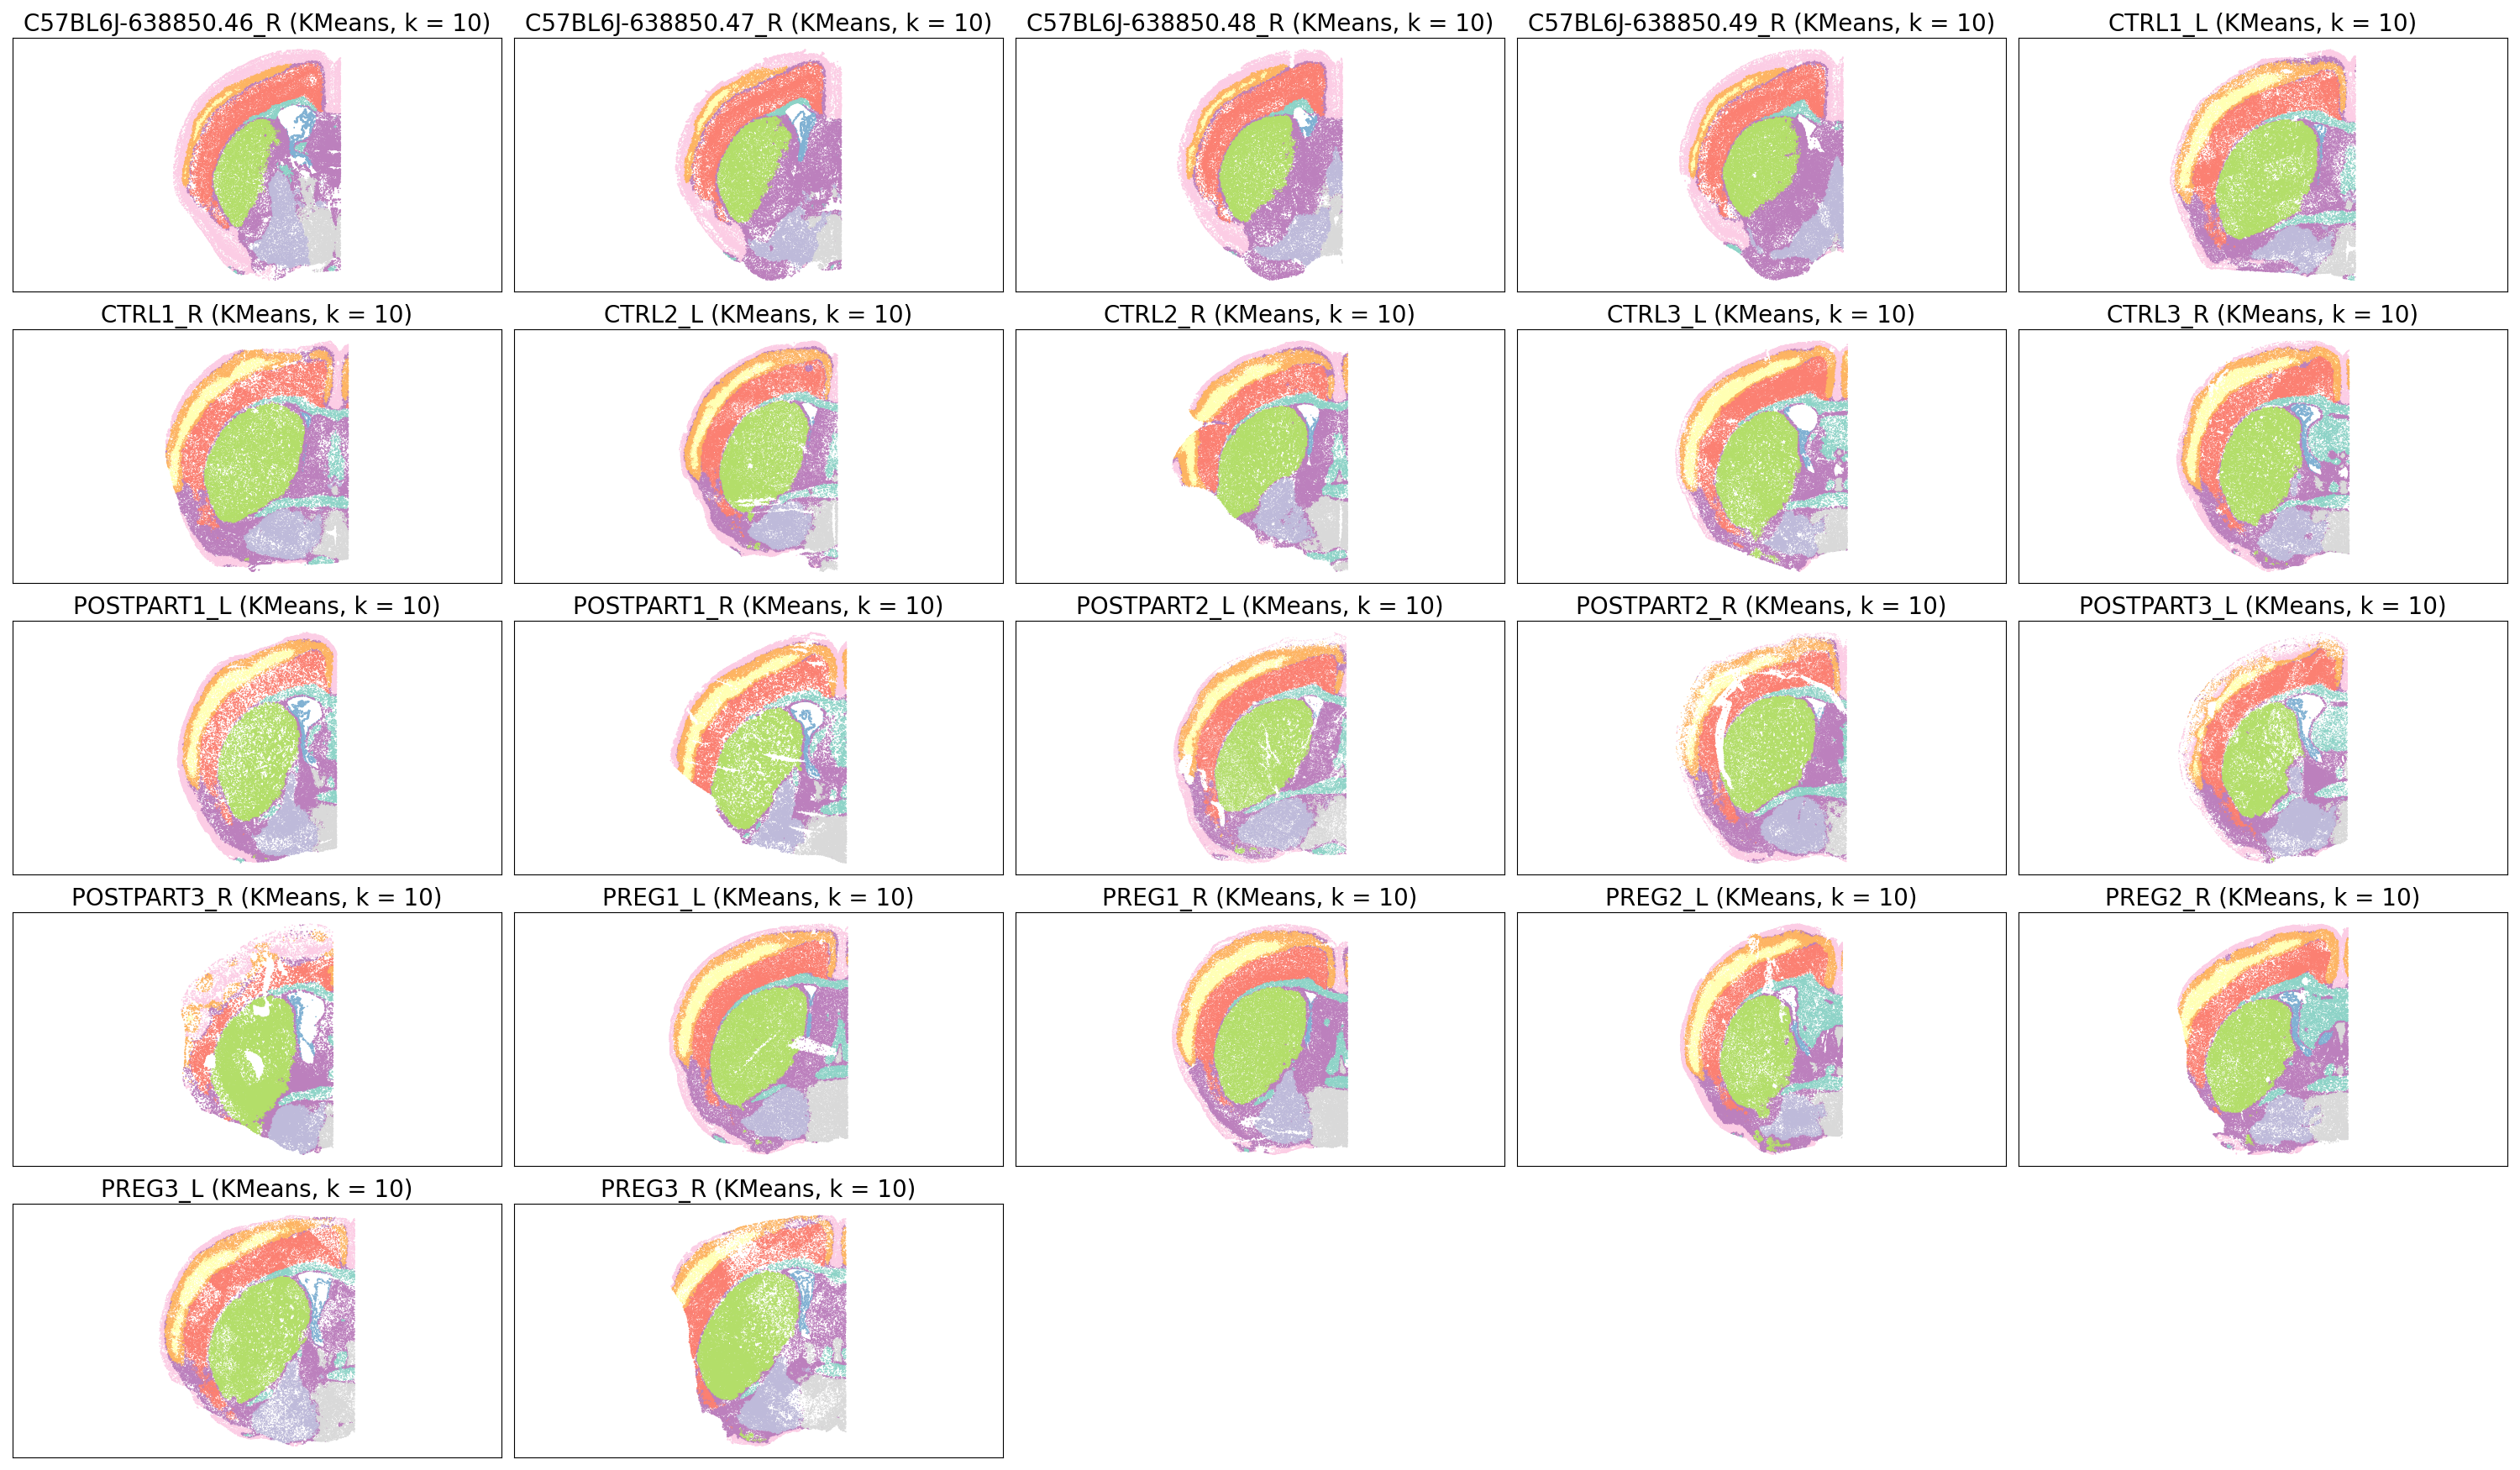 C57BL6J-638850.46_R (KMeans, k = 10)
C57BL6J-638850.47_R (KMeans, k = 10)
C57BL6J-638850.48_R (KMeans, k = 10)
C57BL6J-638850.49_R (KMeans, k = 10)
CTRL1_L (KMeans, k = 10)
CTRL1_R (KMeans, k = 10)
CTRL2_L (KMeans, k = 10)
CTRL2_R (KMeans, k = 10)
CTRL3_L (KMeans, k = 10)
CTRL3_R (KMeans, k = 10)
POSTPART1_L (KMeans, k = 10)
POSTPART1_R (KMeans, k = 10)
POSTPART2_L (KMeans, k = 10)
POSTPART2_R (KMeans, k = 10)
POSTPART3_L (KMeans, k = 10)
POSTPART3_R (KMeans, k = 10)
PREG1_L (KMeans, k = 10)
PREG1_R (KMeans, k = 10)
PREG2_L (KMeans, k = 10)
PREG2_R (KMeans, k = 10)
PREG3_L (KMeans, k = 10)
PREG3_R (KMeans, k = 10)